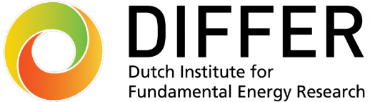 DIFFER
Dutch Institute for
Fundamental Energy Research